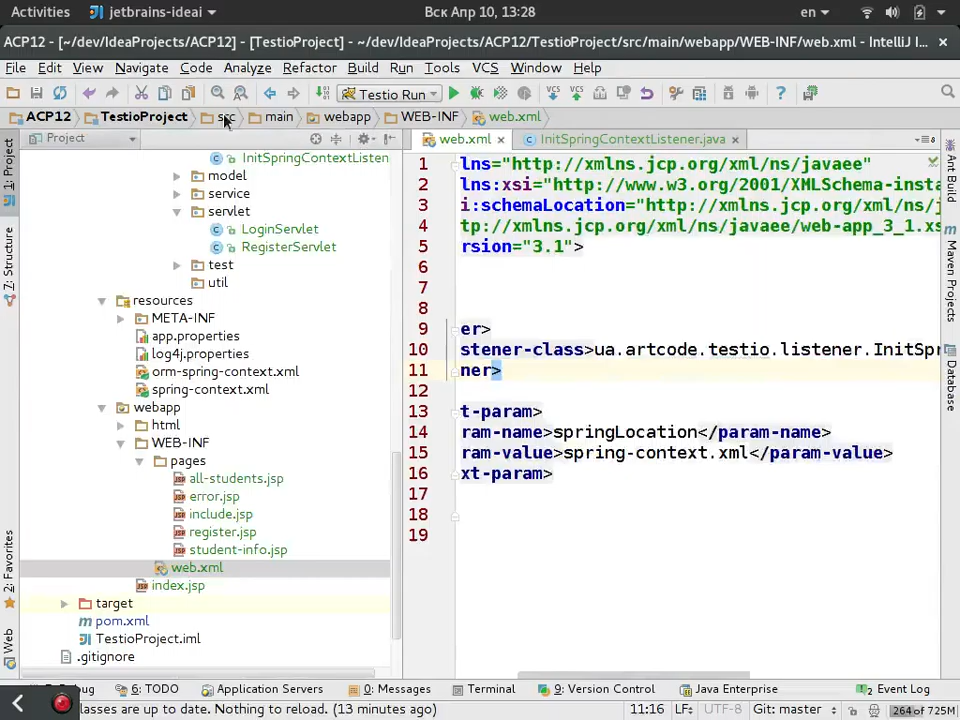 Activities jetbrains-ideai Вск Апр 10, 13:28 en
ACP12 - [~/dev/IdeaProjects/ACP12] - [TestioProject] - ~/dev/IdeaProjects/ACP12/TestioProject/src/main/webapp/WEB-INF/web.xml - IntelliJ I...
File Edit View Navigate Code Analyze Refactor Build Run Tools VCS Window Help
Testio Run
ACP12 TestioProject src main webapp WEB-INF web.xml
Project
web.xml InitSpringContextListener.java
1: Project
7: Structure
2: Favorites
Web
InitSpringContextListen
model
service
servlet
LoginServlet
RegisterServlet
test
util
resources
META-INF
app.properties
log4j.properties
orm-spring-context.xml
spring-context.xml
webapp
html
WEB-INF
pages
all-students.jsp
error.jsp
include.jsp
register.jsp
student-info.jsp
web.xml
index.jsp
target
pom.xml
TestioProject.iml
.gitignore
1 lns="http://xmlns.jcp.org/xml/ns/javaee"
2 lns:xsi="http://www.w3.org/2001/XMLSchema-insta
3 i:schemaLocation="http://xmlns.jcp.org/xml/ns/j
4 tp://xmlns.jcp.org/xml/ns/javaee/web-app_3_1.xs
5 rsion="3.1">
6
7
8
9 er>
10 stener-class>ua.artcode.testio.listener.InitSpr
11 ner>
12
13 t-param>
14 ram-name>springLocation</param-name>
15 ram-value>spring-context.xml</param-value>
16 xt-param>
17
18
19
Ant Build
Maven Projects
Database
6: TODO Application Servers 0: Messages Terminal 9: Version Control Java Enterprise Event Log
lasses are up to date. Nothing to reload. (13 minutes ago) 11:16 LF UTF-8 Git: master 264 of 725M